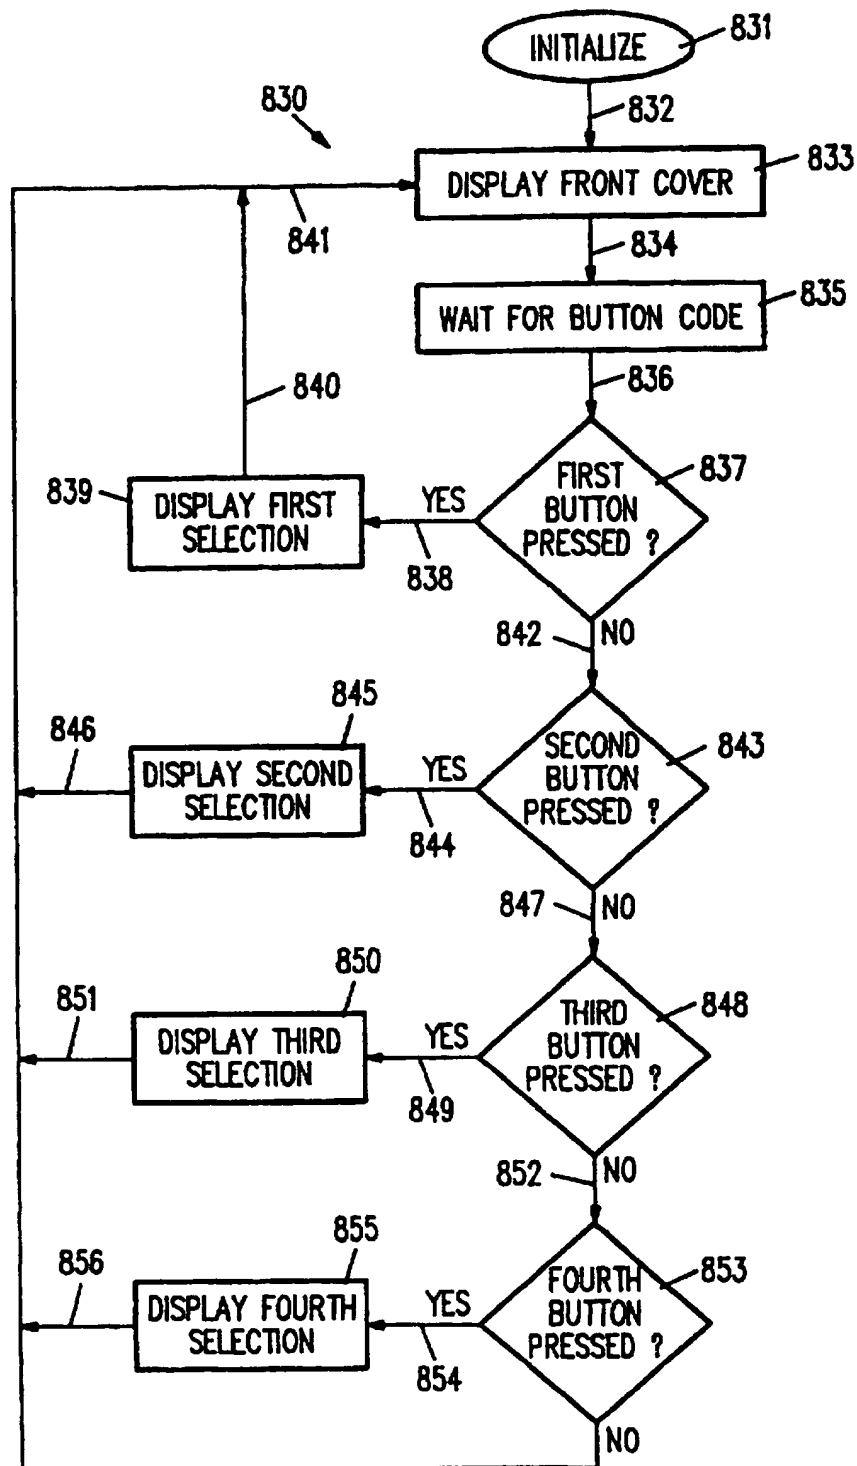 INITIALIZE
831
832
830
DISPLAY FRONT COVER
833
841
834
WAIT FOR BUTTON CODE
835
836
840
FIRST
BUTTON
PRESSED ?
837
YES
838
839
DISPLAY FIRST
SELECTION
842
NO
SECOND
BUTTON
PRESSED ?
843
YES
844
845
DISPLAY SECOND
SELECTION
846
847
NO
THIRD
BUTTON
PRESSED ?
848
YES
849
850
DISPLAY THIRD
SELECTION
851
852
NO
FOURTH
BUTTON
PRESSED ?
853
YES
854
855
DISPLAY FOURTH
SELECTION
856
NO